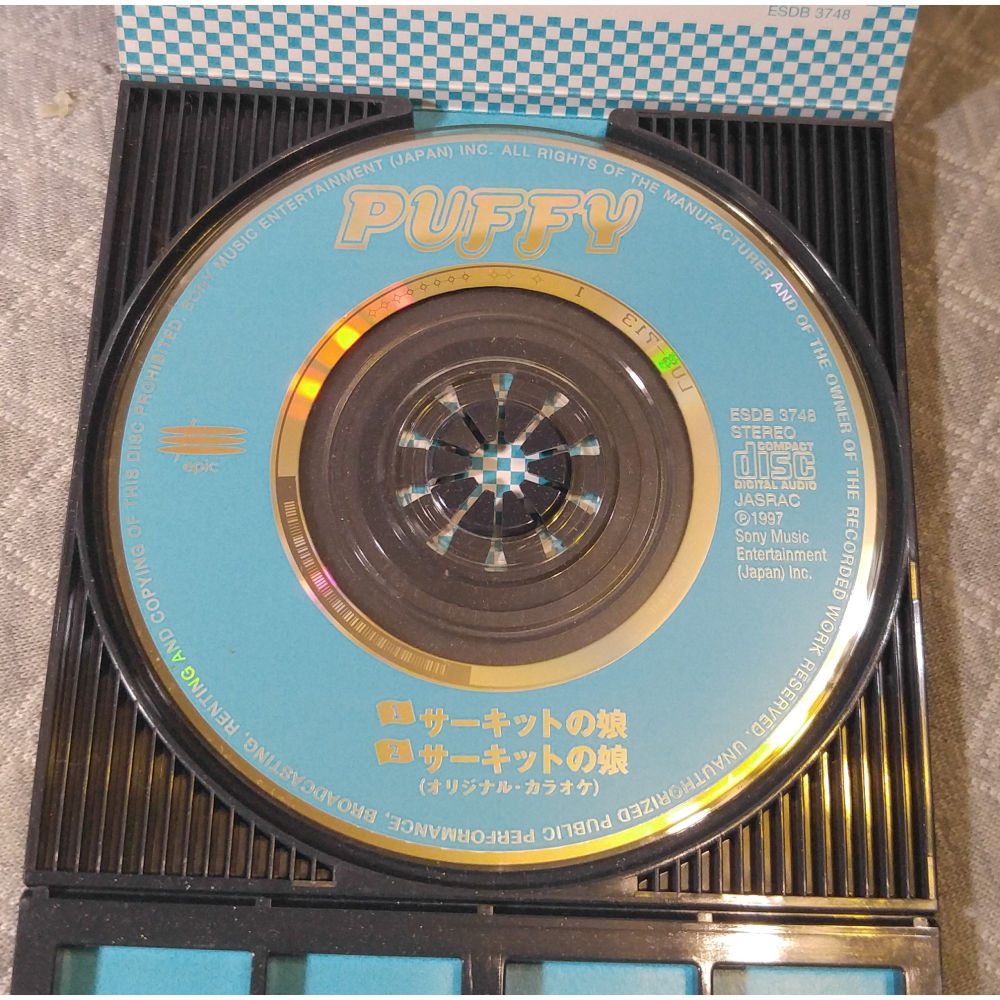 ESDB 3748
SONY MUSIC ENTERTAINMENT (JAPAN) INC. ALL RIGHTS OF THE MANUFACTURER AND OF THE OWNER OF THE RECORDED WORK RESERVED. UNAUTHORIZED PUBLIC PERFORMANCE, BROADCASTING, RENTING AND COPYING OF THIS DISC PROHIBITED.
PUFFY
epic
ESDB 3748
STEREO
COMPACT
disc
DIGITAL AUDIO
JASRAC
Ⓟ1997
Sony Music
Entertainment
(Japan) Inc.
1 サーキットの娘
2 サーキットの娘
(オリジナル・カラオケ)